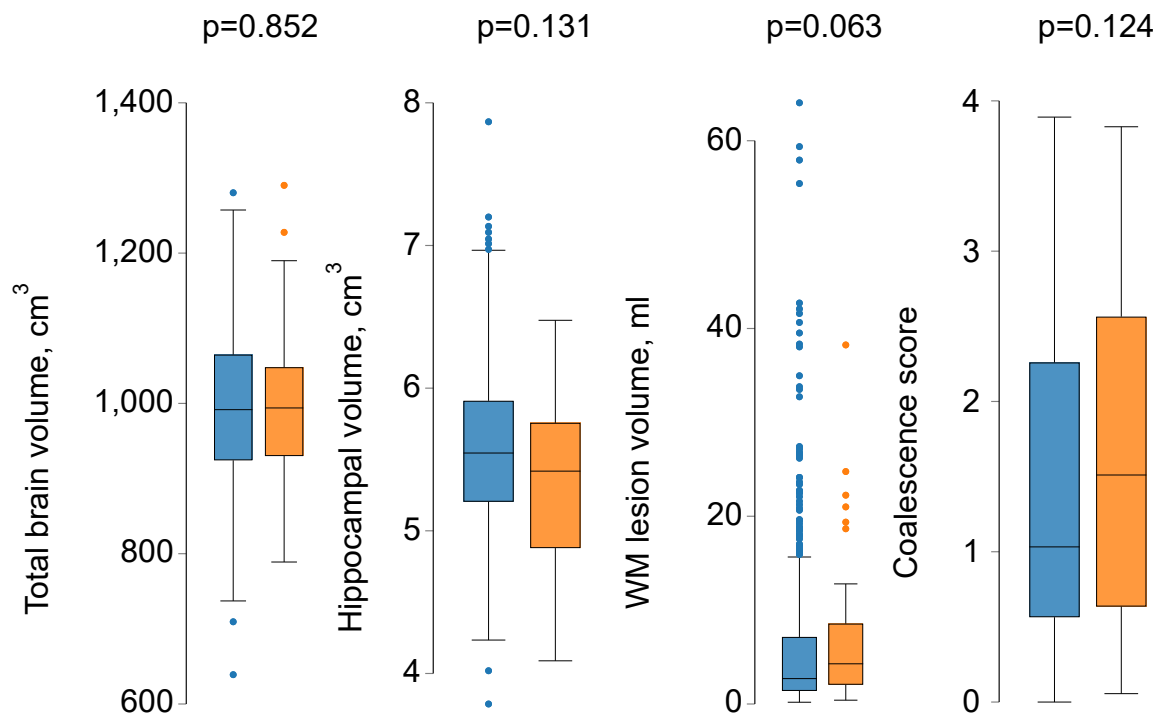 p=0.852
p=0.131
p=0.063
p=0.124
Total brain volume, cm³
1,400
1,200
1,000
800
600
Hippocampal volume, cm³
8
7
6
5
4
WM lesion volume, ml
60
40
20
0
Coalescence score
4
3
2
1
0